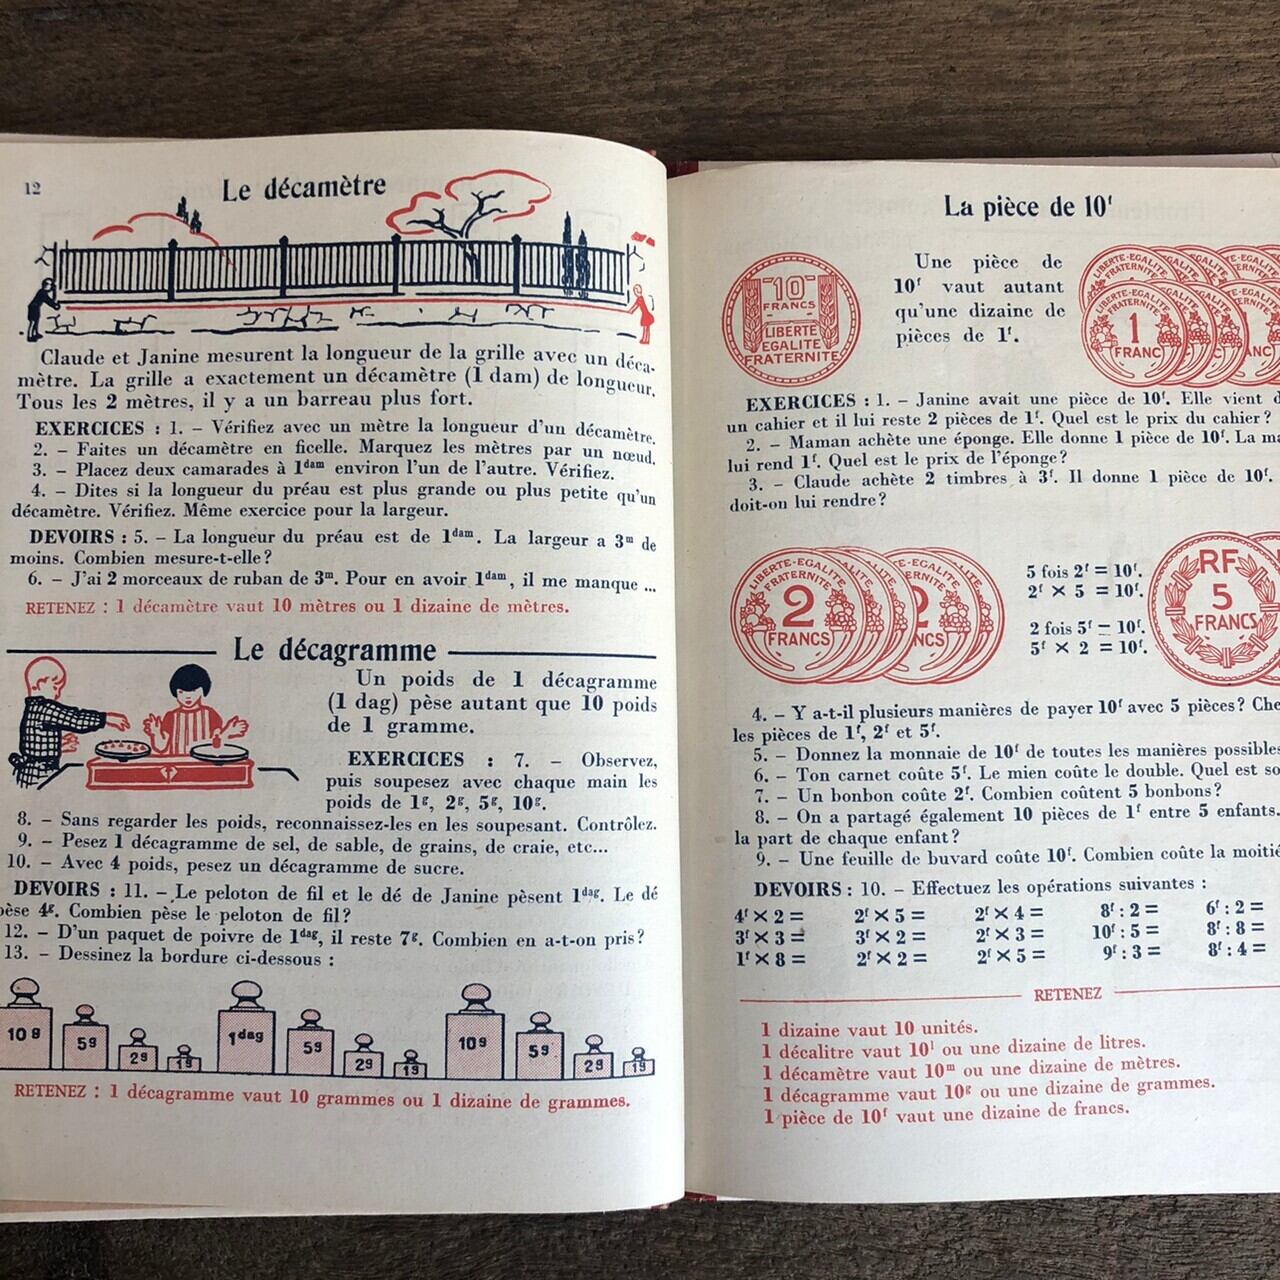 12
Le décamètre
Claude et Janine mesurent la longueur de la grille avec un déca-
mètre. La grille a exactement un décamètre (1 dam) de longueur.
Tous les 2 mètres, il y a un barreau plus fort.
EXERCICES : 1. – Vérifiez avec un mètre la longueur d'un décamètre.
2. – Faites un décamètre en ficelle. Marquez les mètres par un nœud.
3. – Placez deux camarades à 1dam environ l'un de l'autre. Vérifiez.
4. – Dites si la longueur du préau est plus grande ou plus petite qu'un
décamètre. Vérifiez. Même exercice pour la largeur.
DEVOIRS : 5. – La longueur du préau est de 1dam. La largeur a 3m de
moins. Combien mesure-t-elle ?
6. – J'ai 2 morceaux de ruban de 3m. Pour en avoir 1dam, il me manque ...
RETENEZ : 1 décamètre vaut 10 mètres ou 1 dizaine de mètres.
Le décagramme
Un poids de 1 décagramme
(1 dag) pèse autant que 10 poids
de 1 gramme.
EXERCICES : 7. – Observez,
puis soupesez avec chaque main les
poids de 1g, 2g, 5g, 10g.
8. – Sans regarder les poids, reconnaissez-les en les soupesant. Contrôlez.
9. – Pesez 1 décagramme de sel, de sable, de grains, de craie, etc...
10. – Avec 4 poids, pesez un décagramme de sucre.
DEVOIRS : 11. – Le peloton de fil et le dé de Janine pèsent 1dag. Le dé
pèse 4g. Combien pèse le peloton de fil ?
12. – D'un paquet de poivre de 1dag, il reste 7g. Combien en a-t-on pris ?
13. – Dessinez la bordure ci-dessous :
10g 5g 2g 1g 1dag 5g 2g 1g 10g 5g 2g 1g
RETENEZ : 1 décagramme vaut 10 grammes ou 1 dizaine de grammes.
La pièce de 10f
10
FRANCS
LIBERTE
EGALITE
FRATERNITE
Une pièce de
10f vaut autant
qu'une dizaine de
pièces de 1f.
LIBERTE-EGALITE
FRATERNITE
1
FRANC
EXERCICES : 1. – Janine avait une pièce de 10f. Elle vient d
un cahier et il lui reste 2 pièces de 1f. Quel est le prix du cahier ?
2. – Maman achète une éponge. Elle donne 1 pièce de 10f. La ma
lui rend 1f. Quel est le prix de l'éponge ?
3. – Claude achète 2 timbres à 3f. Il donne 1 pièce de 10f.
doit-on lui rendre ?
LIBERTE-EGALITE
FRATERNITE
2
FRANCS
5 fois 2f = 10f.
2f × 5 = 10f.
2 fois 5f = 10f.
5f × 2 = 10f.
RF
5
FRANCS
4. – Y a-t-il plusieurs manières de payer 10f avec 5 pièces ? Che
les pièces de 1f, 2f et 5f.
5. – Donnez la monnaie de 10f de toutes les manières possibles
6. – Ton carnet coûte 5f. Le mien coûte le double. Quel est so
7. – Un bonbon coûte 2f. Combien coûtent 5 bonbons ?
8. – On a partagé également 10 pièces de 1f entre 5 enfants.
la part de chaque enfant ?
9. – Une feuille de buvard coûte 10f. Combien coûte la moitié
DEVOIRS : 10. – Effectuez les opérations suivantes :
4f × 2 = 2f × 5 = 2f × 4 = 8f : 2 = 6f : 2 =
3f × 3 = 3f × 2 = 2f × 3 = 10f : 5 = 8f : 8 =
1f × 8 = 2f × 2 = 2f × 5 = 9f : 3 = 8f : 4 =
RETENEZ
1 dizaine vaut 10 unités.
1 décalitre vaut 10l ou une dizaine de litres.
1 décamètre vaut 10m ou une dizaine de mètres.
1 décagramme vaut 10g ou une dizaine de grammes.
1 pièce de 10f vaut une dizaine de francs.